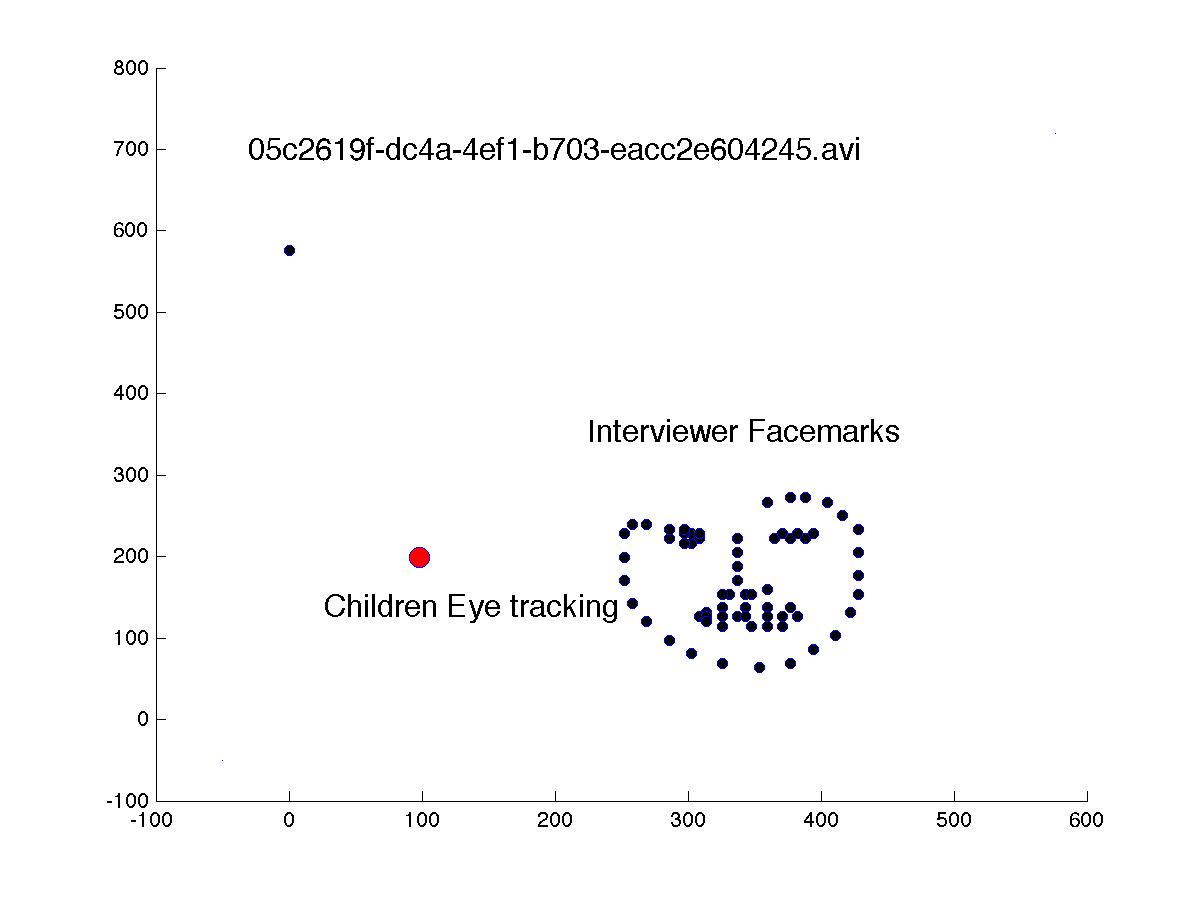 800
700
05c2619f-dc4a-4ef1-b703-eacc2e604245.avi
600
500
400
Interviewer Facemarks
300
200
Children Eye tracking
100
0
-100
-100 0 100 200 300 400 500 600